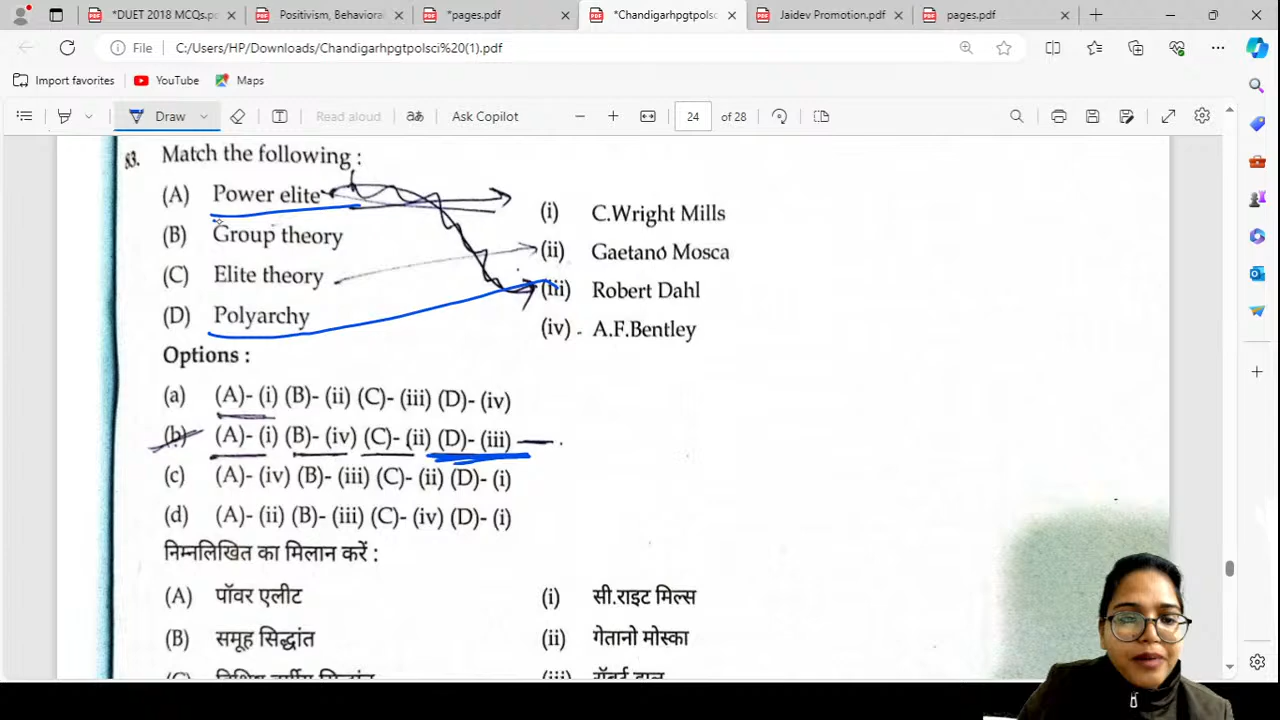 *DUET 2018 MCQs.p
Positivism, Behaviora
*pages.pdf
*Chandigarhpgtpolsc
Jaidev Promotion.pdf
pages.pdf
File
C:/Users/HP/Downloads/Chandigarhpgtpolsci%20(1).pdf
Import favorites
YouTube
Maps
Draw
Read aloud
aあ
Ask Copilot
24
of 28
83. Match the following :
(A) Power elite
(i) C.Wright Mills
(B) Group theory
(ii) Gaetano Mosca
(C) Elite theory
(iii) Robert Dahl
(D) Polyarchy
(iv) A.F.Bentley
Options :
(a) (A)- (i) (B)- (ii) (C)- (iii) (D)- (iv)
(b) (A)- (i) (B)- (iv) (C)- (ii) (D)- (iii)
(c) (A)- (iv) (B)- (iii) (C)- (ii) (D)- (i)
(d) (A)- (ii) (B)- (iii) (C)- (iv) (D)- (i)
निम्नलिखित का मिलान करें :
(A) पॉवर एलीट
(i) सी.राइट मिल्स
(B) समूह सिद्धांत
(ii) गेतानो मोस्का